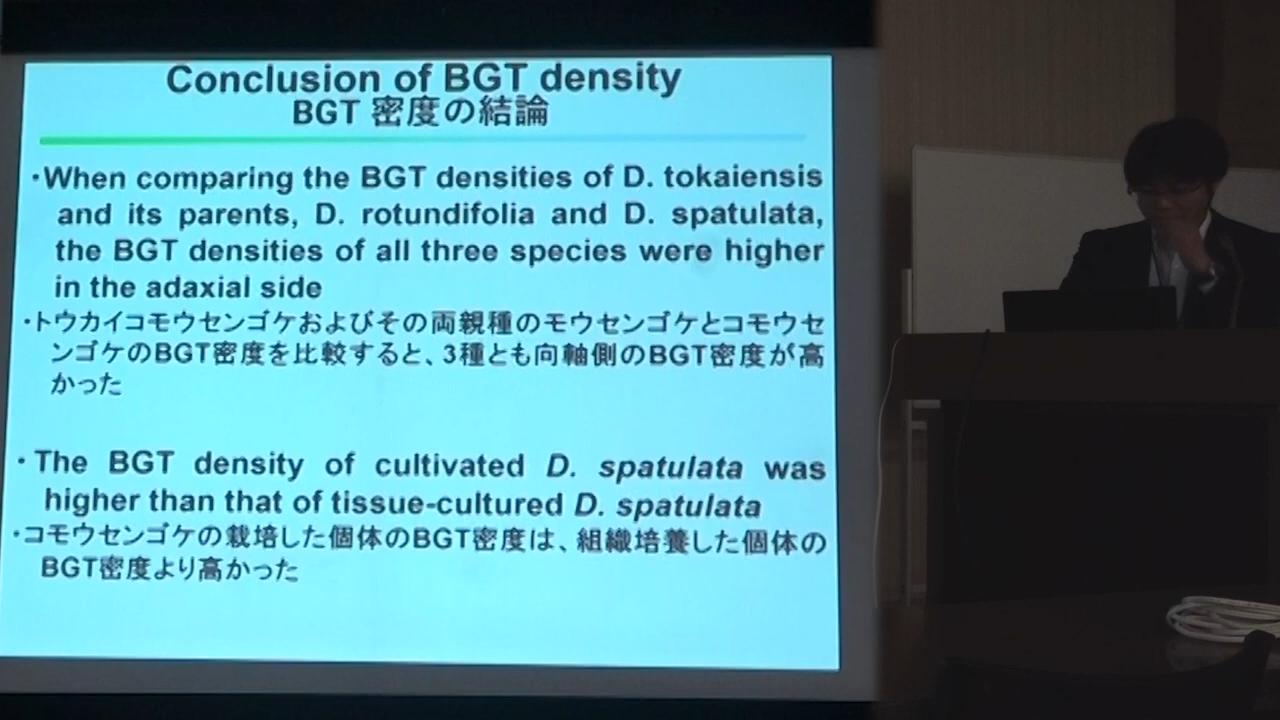 Conclusion of BGT density
BGT 密度の結論
・When comparing the BGT densities of D. tokaiensis
and its parents, D. rotundifolia and D. spatulata,
the BGT densities of all three species were higher
in the adaxial side
・トウカイコモウセンゴケおよびその両親種のモウセンゴケとコモウセ
ンゴケのBGT密度を比較すると、3種とも向軸側のBGT密度が高
かった
・The BGT density of cultivated D. spatulata was
higher than that of tissue-cultured D. spatulata
・コモウセンゴケの栽培した個体のBGT密度は、組織培養した個体の
BGT密度より高かった